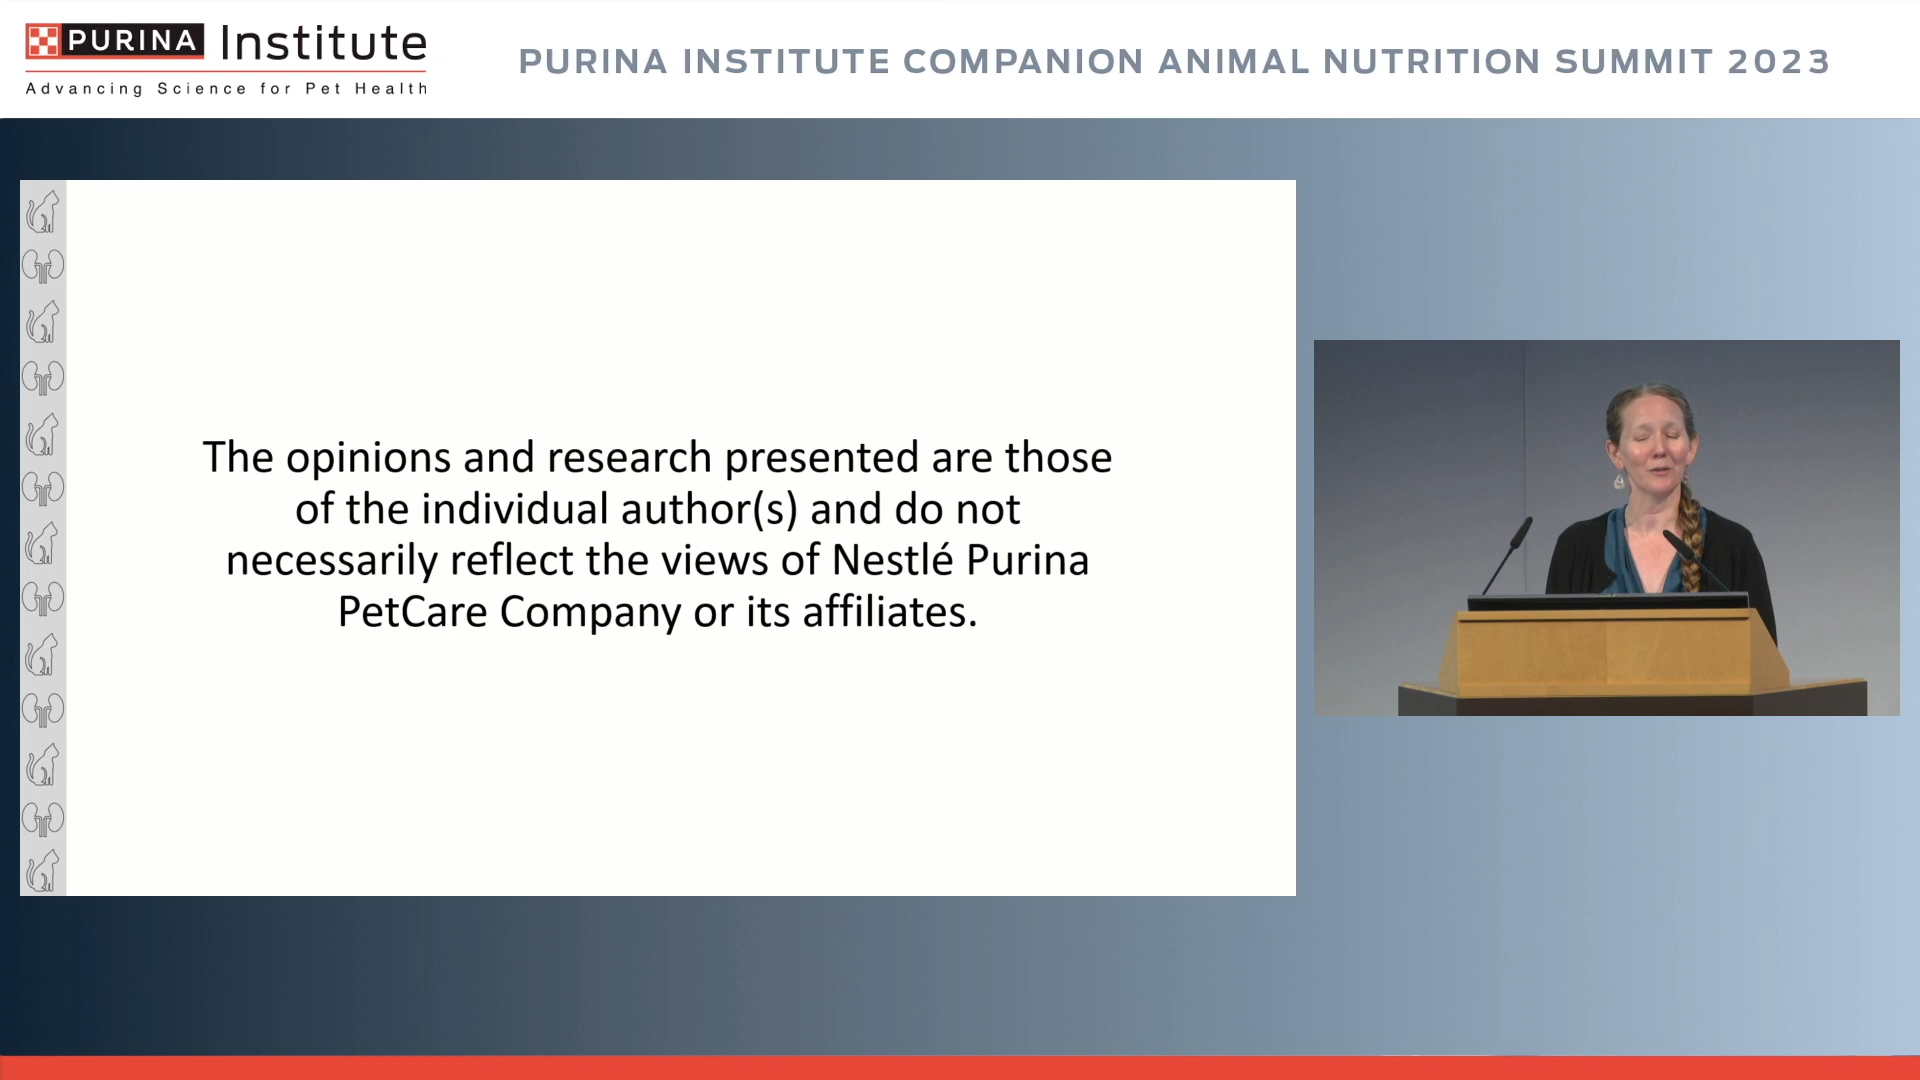 PURINA Institute
Advancing Science for Pet Health
PURINA INSTITUTE COMPANION ANIMAL NUTRITION SUMMIT 2023
The opinions and research presented are those
of the individual author(s) and do not
necessarily reflect the views of Nestlé Purina
PetCare Company or its affiliates.